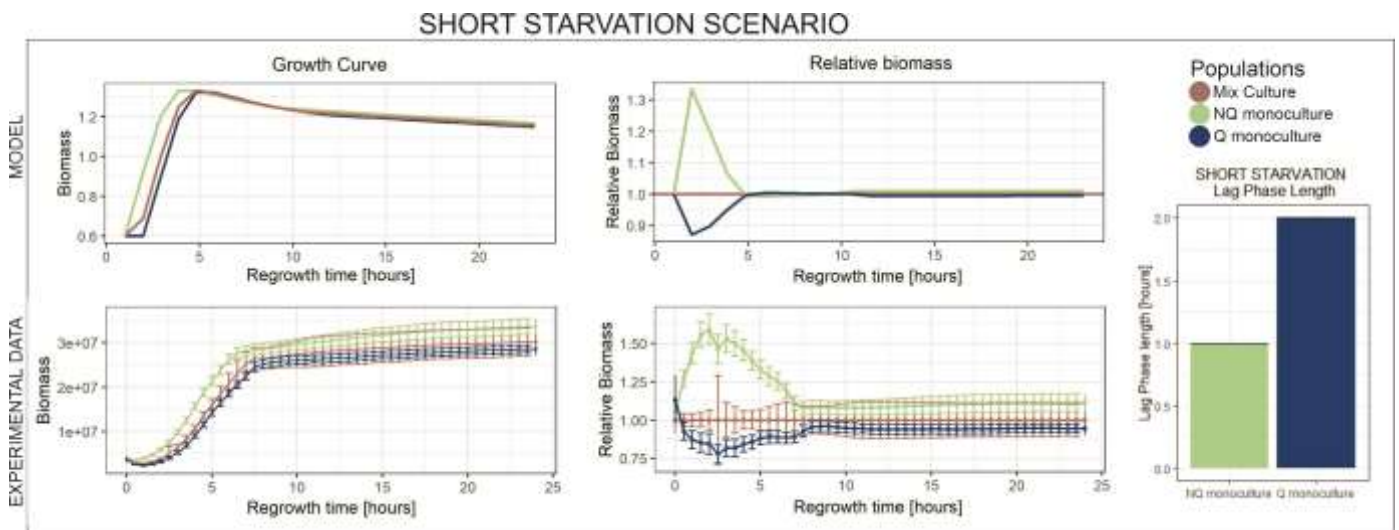 SHORT STARVATION SCENARIO
MODEL
Growth Curve
Biomass
1.2
1.0
0.8
0.6
0
5
10
15
20
Regrowth time [hours]
Relative biomass
Relative Biomass
1.3
1.2
1.1
1.0
0.9
0
5
10
15
20
Regrowth time [hours]
Populations
Mix Culture
NQ monoculture
Q monoculture
EXPERIMENTAL DATA
Biomass
3e+07
2e+07
1e+07
0
5
10
15
20
25
Regrowth time [hours]
Relative Biomass
1.50
1.25
1.00
0.75
0
5
10
15
20
25
Regrowth time [hours]
SHORT STARVATION
Lag Phase Length
Lag Phase length [hours]
2.0
1.5
1.0
0.5
0.0
NQ monoculture Q monoculture